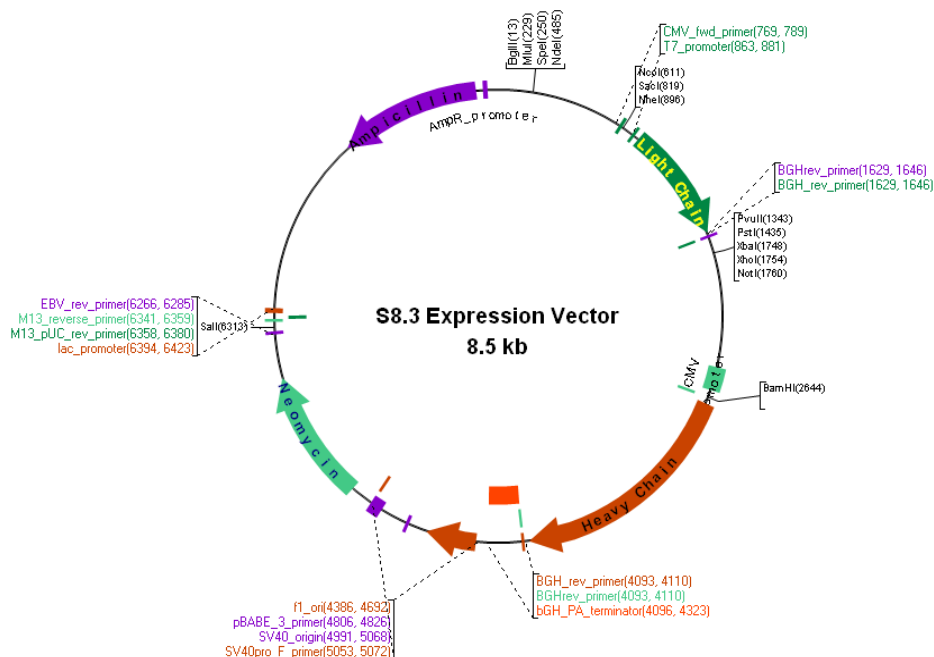 BglII(13)
MluI(229)
SpeI(250)
NdeI(485)
CMV_fwd_primer(769, 789)
T7_promoter(863, 881)
NcoI(611)
SacI(819)
NheI(896)
Ampicillin
AmpR_promoter
Light Chain
BGHrev_primer(1629, 1646)
BGH_rev_primer(1629, 1646)
PvuII(1343)
PstI(1435)
XbaI(1748)
XhoI(1754)
NotI(1760)
EBV_rev_primer(6266, 6285)
M13_reverse_primer(6341, 6359)
M13_pUC_rev_primer(6358, 6380)
lac_promoter(6394, 6423)
SalI(6313)
S8.3 Expression Vector
8.5 kb
CMV
BamHI(2644)
Neomycin
Heavy Chain
BGH_rev_primer(4093, 4110)
BGHrev_primer(4093, 4110)
bGH_PA_terminator(4096, 4323)
f1_ori(4386, 4692)
pBABE_3_primer(4806, 4826)
SV40_origin(4991, 5068)
SV40pro_F_primer(5053, 5072)